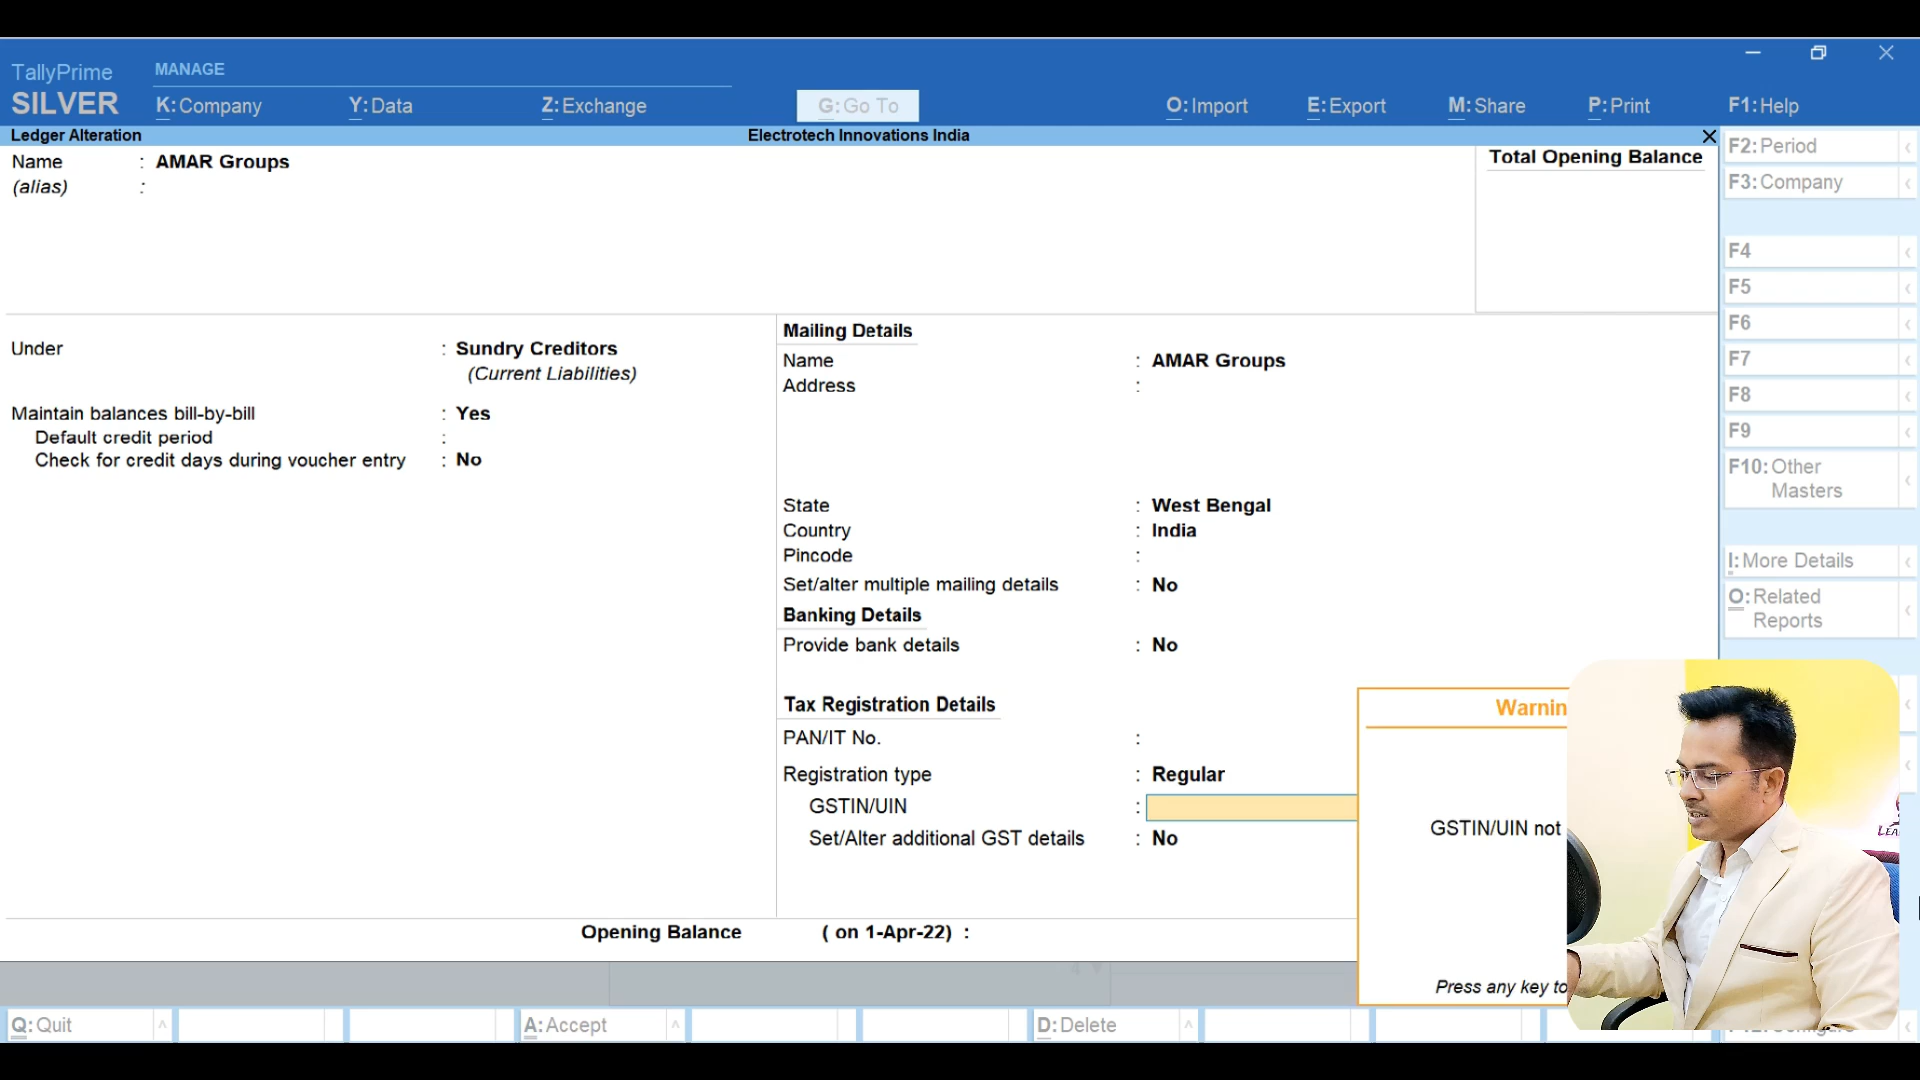 TallyPrime
SILVER
MANAGE
K:Company
Y:Data
Z:Exchange
G:Go To
O:Import
E:Export
M:Share
P:Print
F1:Help
Ledger Alteration
Electrotech Innovations India
Name : AMAR Groups
(alias) :
Total Opening Balance
Under : Sundry Creditors
(Current Liabilities)
Maintain balances bill-by-bill : Yes
Default credit period :
Check for credit days during voucher entry : No
Mailing Details
Name : AMAR Groups
Address :
State : West Bengal
Country : India
Pincode :
Set/alter multiple mailing details : No
Banking Details
Provide bank details : No
Tax Registration Details
PAN/IT No. :
Registration type : Regular
GSTIN/UIN :
Set/Alter additional GST details : No
Opening Balance ( on 1-Apr-22) :
Warnin
GSTIN/UIN not
Press any key to
F2:Period
F3:Company
F4
F5
F6
F7
F8
F9
F10:Other
Masters
I:More Details
O:Related
Reports
Q:Quit
A:Accept
D:Delete